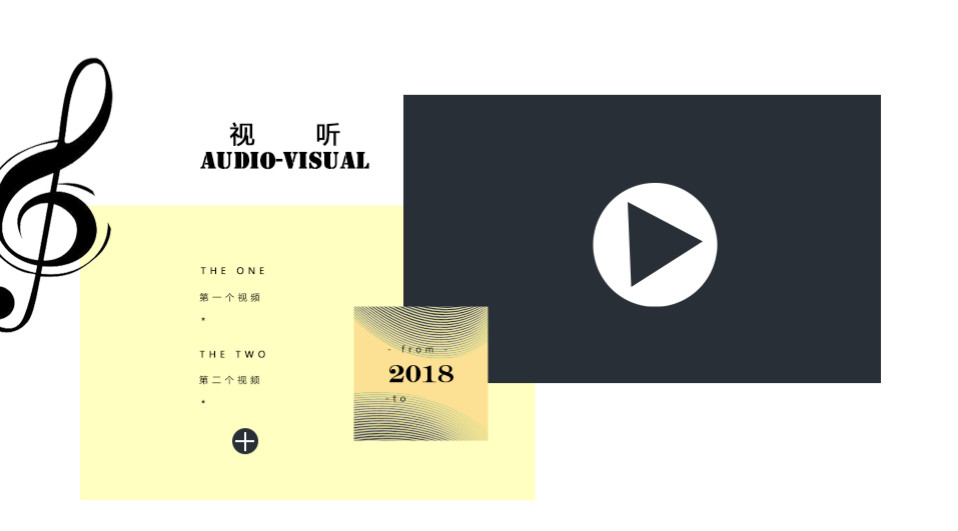 视 听
AUDIO-VISUAL
THE ONE
第一个视频
*
THE TWO
第二个视频
*
- from -
2018
-to